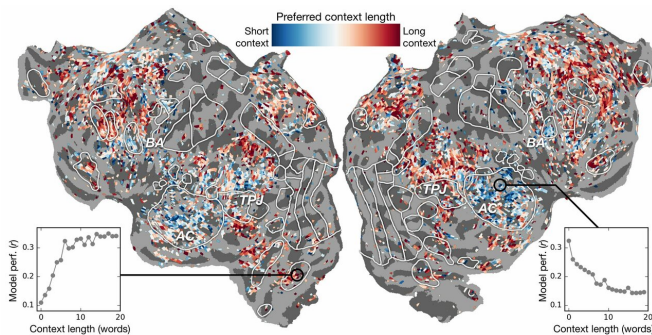 Preferred context length
Short context
Long context
BA
BA
TPJ
TPJ
AC
AC
Model perf. (r)
0.3
0.2
0.1
0
10
20
Context length (words)
Model perf. (r)
0.3
0.2
0.1
0
10
20
Context length (words)